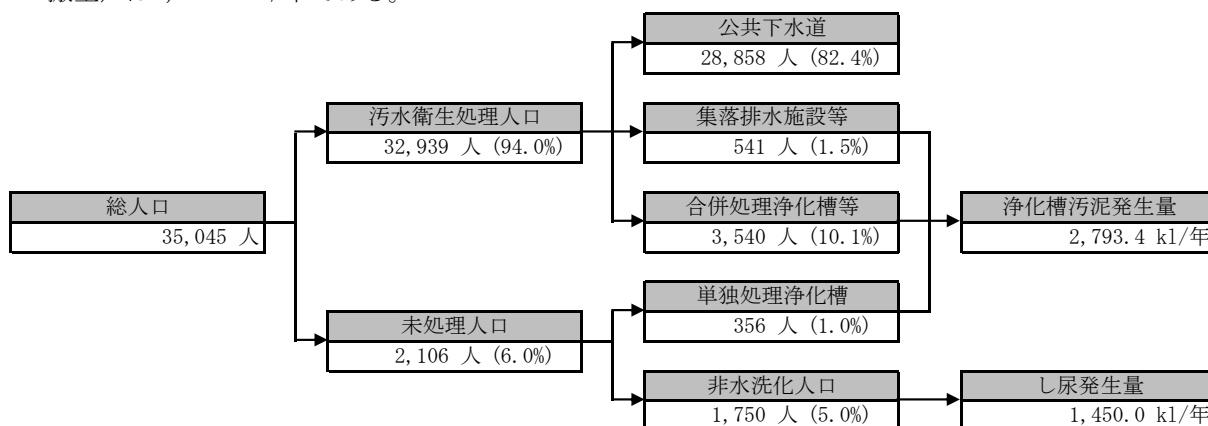 年である。
公共下水道
28,858 人 (82.4%)
汚水衛生処理人口
32,939 人 (94.0%)
集落排水施設等
541 人 (1.5%)
総人口
35,045 人
合併処理浄化槽等
3,540 人 (10.1%)
浄化槽汚泥発生量
2,793.4 kl/年
未処理人口
2,106 人 (6.0%)
単独処理浄化槽
356 人 (1.0%)
非水洗化人口
1,750 人 (5.0%)
し尿発生量
1,450.0 kl/年